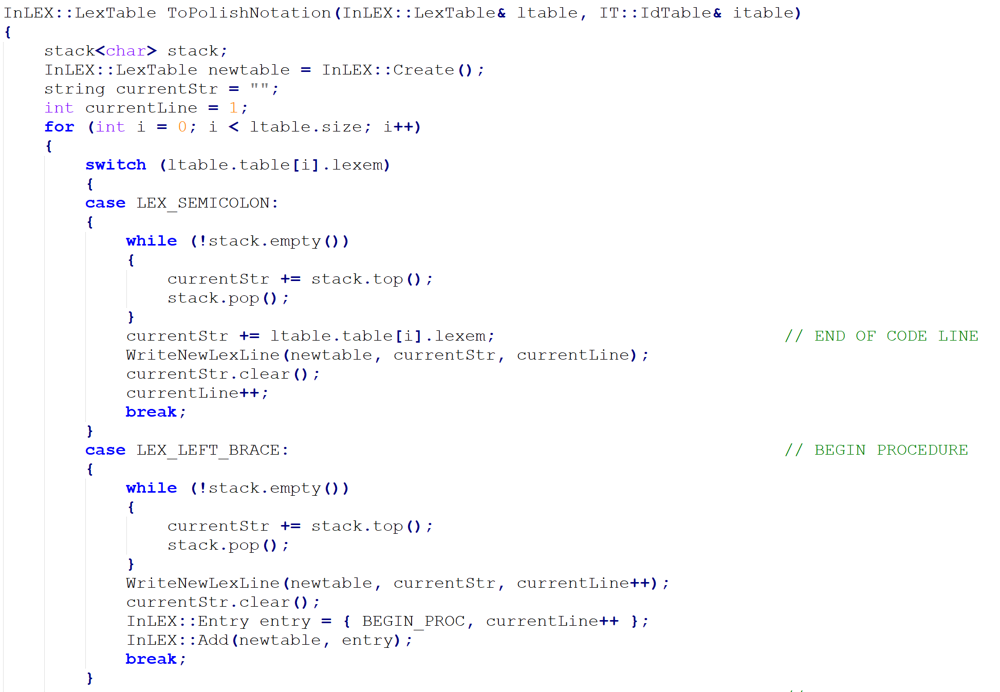 InLEX::LexTable ToPolishNotation(InLEX::LexTable& ltable, IT::IdTable& itable)
{
    stack<char> stack;
    InLEX::LexTable newtable = InLEX::Create();
    string currentStr = "";
    int currentLine = 1;
    for (int i = 0; i < ltable.size; i++)
    {
        switch (ltable.table[i].lexem)
        {
        case LEX_SEMICOLON:
        {
            while (!stack.empty())
            {
                currentStr += stack.top();
                stack.pop();
            }
            currentStr += ltable.table[i].lexem; // END OF CODE LINE
            WriteNewLexLine(newtable, currentStr, currentLine);
            currentStr.clear();
            currentLine++;
            break;
        }
        case LEX_LEFT_BRACE: // BEGIN PROCEDURE
        {
            while (!stack.empty())
            {
                currentStr += stack.top();
                stack.pop();
            }
            WriteNewLexLine(newtable, currentStr, currentLine++);
            currentStr.clear();
            InLEX::Entry entry = { BEGIN_PROC, currentLine++ };
            InLEX::Add(newtable, entry);
            break;
        }